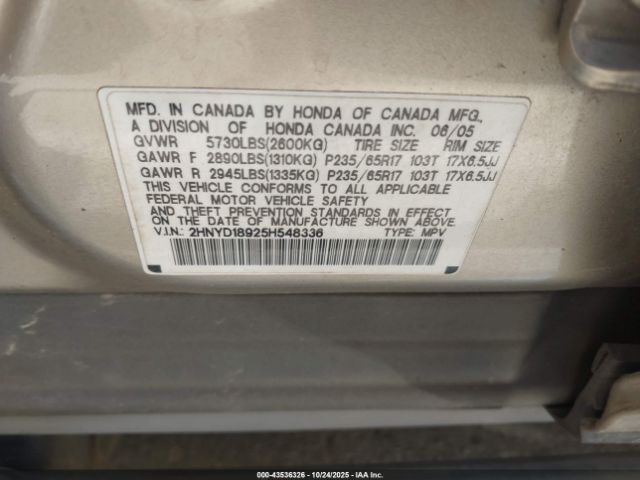 MFD. IN CANADA BY HONDA OF CANADA MFG.,
A DIVISION OF HONDA CANADA INC. 06/05
GVWR 5730LBS(2600KG) TIRE SIZE RIM SIZE
GAWR F 2890LBS(1310KG) P235/65R17 103T 17X6.5JJ
GAWR R 2945LBS(1335KG) P235/65R17 103T 17X6.5JJ
THIS VEHICLE CONFORMS TO ALL APPLICABLE
FEDERAL MOTOR VEHICLE SAFETY
AND THEFT PREVENTION STANDARDS IN EFFECT
ON THE DATE OF MANUFACTURE SHOWN ABOVE.
V.I.N.: 2HNYD18925H548336 TYPE: MPV
000-43536326 - 10/24/2025 - IAA Inc.